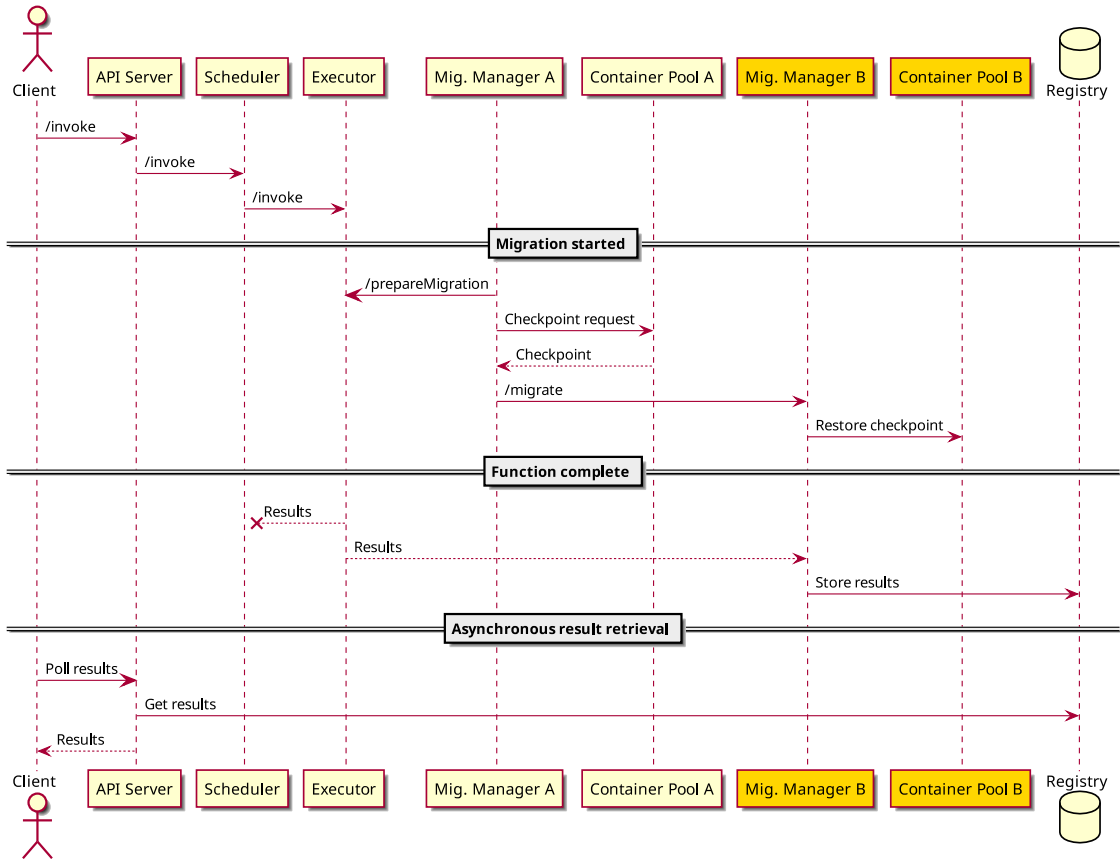 Client
API Server
Scheduler
Executor
Mig. Manager A
Container Pool A
Mig. Manager B
Container Pool B
Registry
/invoke
/invoke
/invoke
Migration started
/prepareMigration
Checkpoint request
Checkpoint
/migrate
Restore checkpoint
Function complete
Results
Results
Store results
Asynchronous result retrieval
Poll results
Get results
Results
Client
API Server
Scheduler
Executor
Mig. Manager A
Container Pool A
Mig. Manager B
Container Pool B
Registry